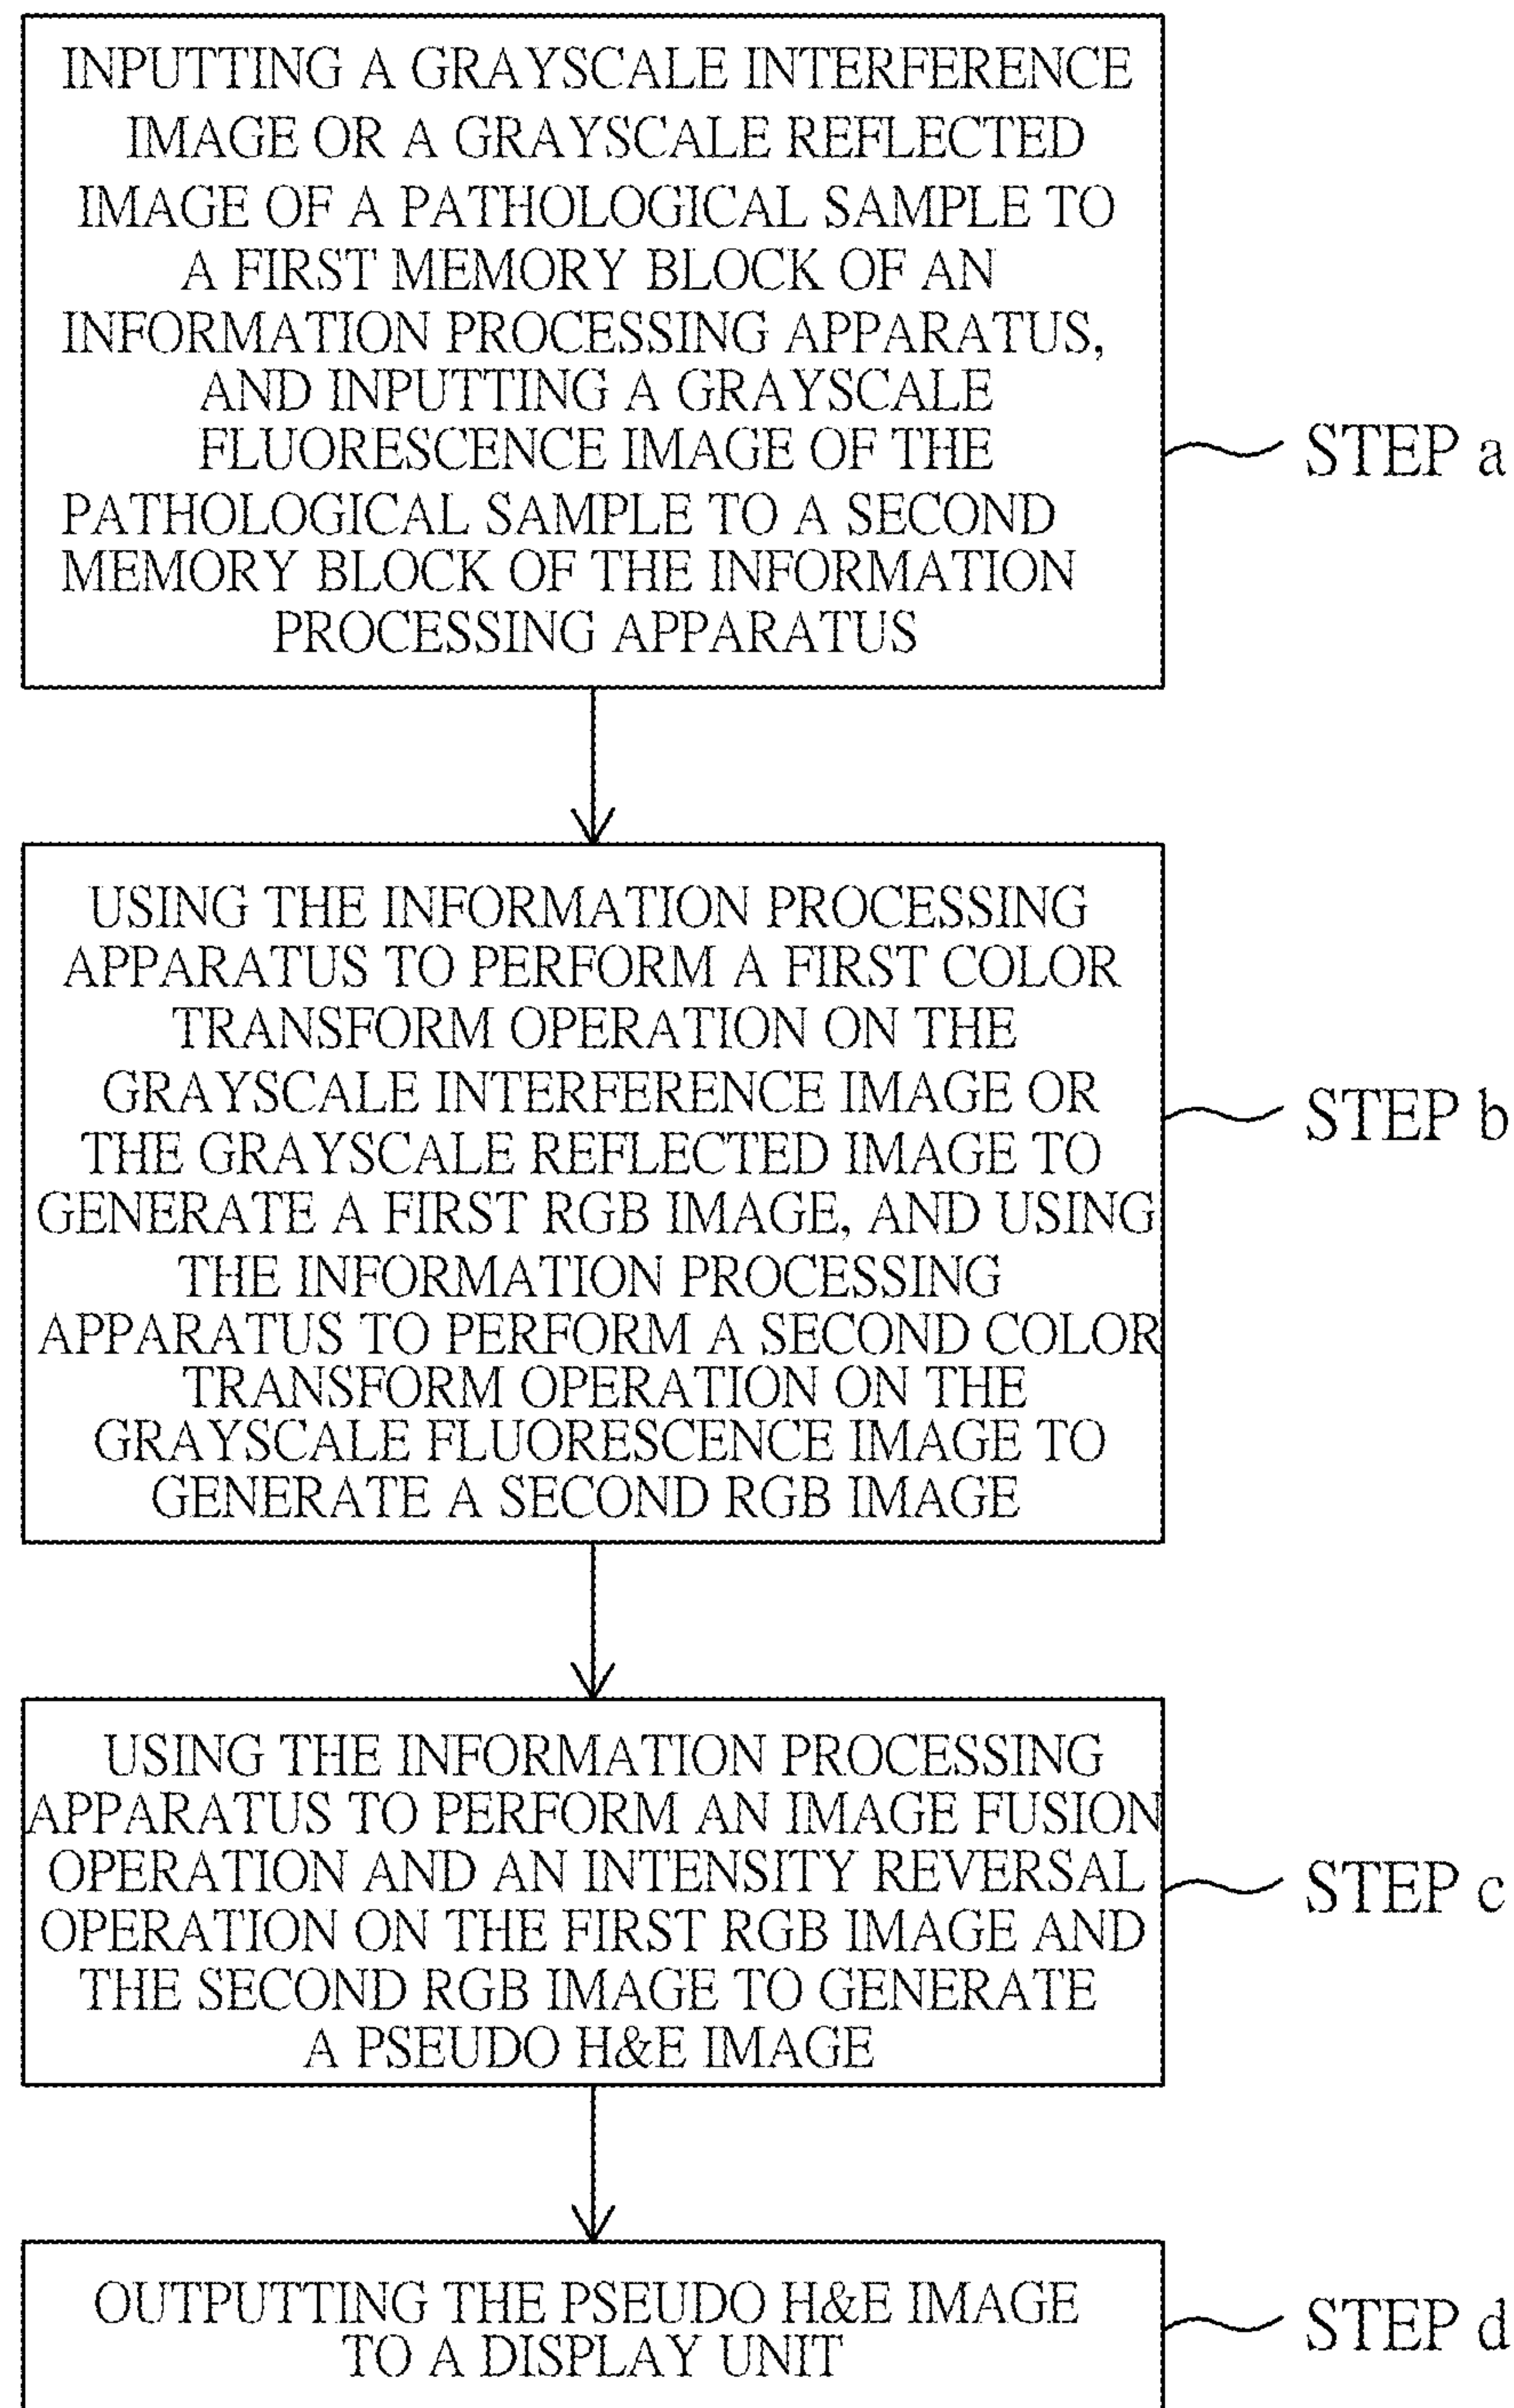 INPUTTING A GRAYSCALE INTERFERENCE
IMAGE OR A GRAYSCALE REFLECTED
IMAGE OF A PATHOLOGICAL SAMPLE TO
A FIRST MEMORY BLOCK OF AN
INFORMATION PROCESSING APPARATUS,
AND INPUTTING A GRAYSCALE
FLUORESCENCE IMAGE OF THE
PATHOLOGICAL SAMPLE TO A SECOND
MEMORY BLOCK OF THE INFORMATION
PROCESSING APPARATUS
STEP a
USING THE INFORMATION PROCESSING
APPARATUS TO PERFORM A FIRST COLOR
TRANSFORM OPERATION ON THE
GRAYSCALE INTERFERENCE IMAGE OR
THE GRAYSCALE REFLECTED IMAGE TO
GENERATE A FIRST RGB IMAGE, AND USING
THE INFORMATION PROCESSING
APPARATUS TO PERFORM A SECOND COLOR
TRANSFORM OPERATION ON THE
GRAYSCALE FLUORESCENCE IMAGE TO
GENERATE A SECOND RGB IMAGE
STEP b
USING THE INFORMATION PROCESSING
APPARATUS TO PERFORM AN IMAGE FUSION
OPERATION AND AN INTENSITY REVERSAL
OPERATION ON THE FIRST RGB IMAGE AND
THE SECOND RGB IMAGE TO GENERATE
A PSEUDO H&E IMAGE
STEP c
OUTPUTTING THE PSEUDO H&E IMAGE
TO A DISPLAY UNIT
STEP d